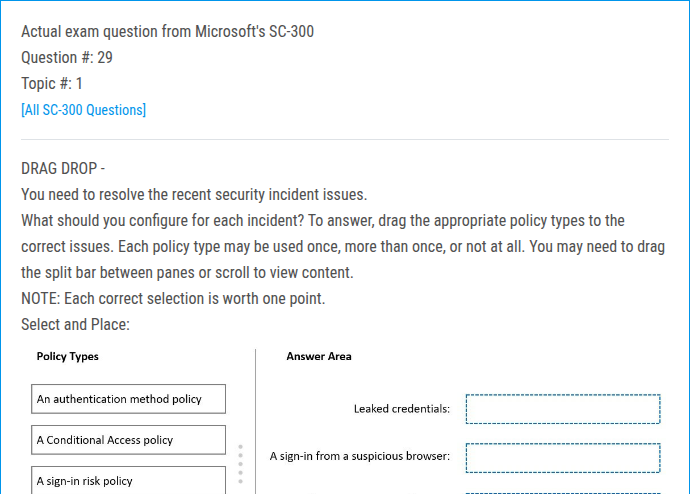 Actual exam question from Microsoft's SC-300
Question #: 29
Topic #: 1
[All SC-300 Questions]
DRAG DROP -
You need to resolve the recent security incident issues.
What should you configure for each incident? To answer, drag the appropriate policy types to the
correct issues. Each policy type may be used once, more than once, or not at all. You may need to drag
the split bar between panes or scroll to view content.
NOTE: Each correct selection is worth one point.
Select and Place:
Policy Types
Answer Area
An authentication method policy
Leaked credentials:
A Conditional Access policy
A sign-in from a suspicious browser:
A sign-in risk policy